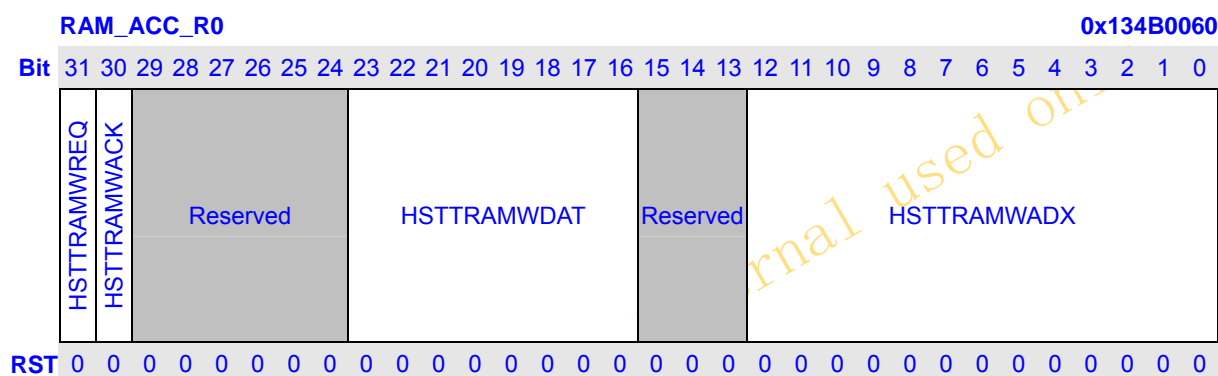 RAM_ACC_R0 0x134B0060
Bit 31 30 29 28 27 26 25 24 23 22 21 20 19 18 17 16 15 14 13 12 11 10 9 8 7 6 5 4 3 2 1 0
HSTTRAMWREQ
HSTTRAMWACK
Reserved
HSTTRAMWDAT
Reserved
HSTTRAMWADX
RST 0 0 0 0 0 0 0 0 0 0 0 0 0 0 0 0 0 0 0 0 0 0 0 0 0 0 0 0 0 0 0 0
used